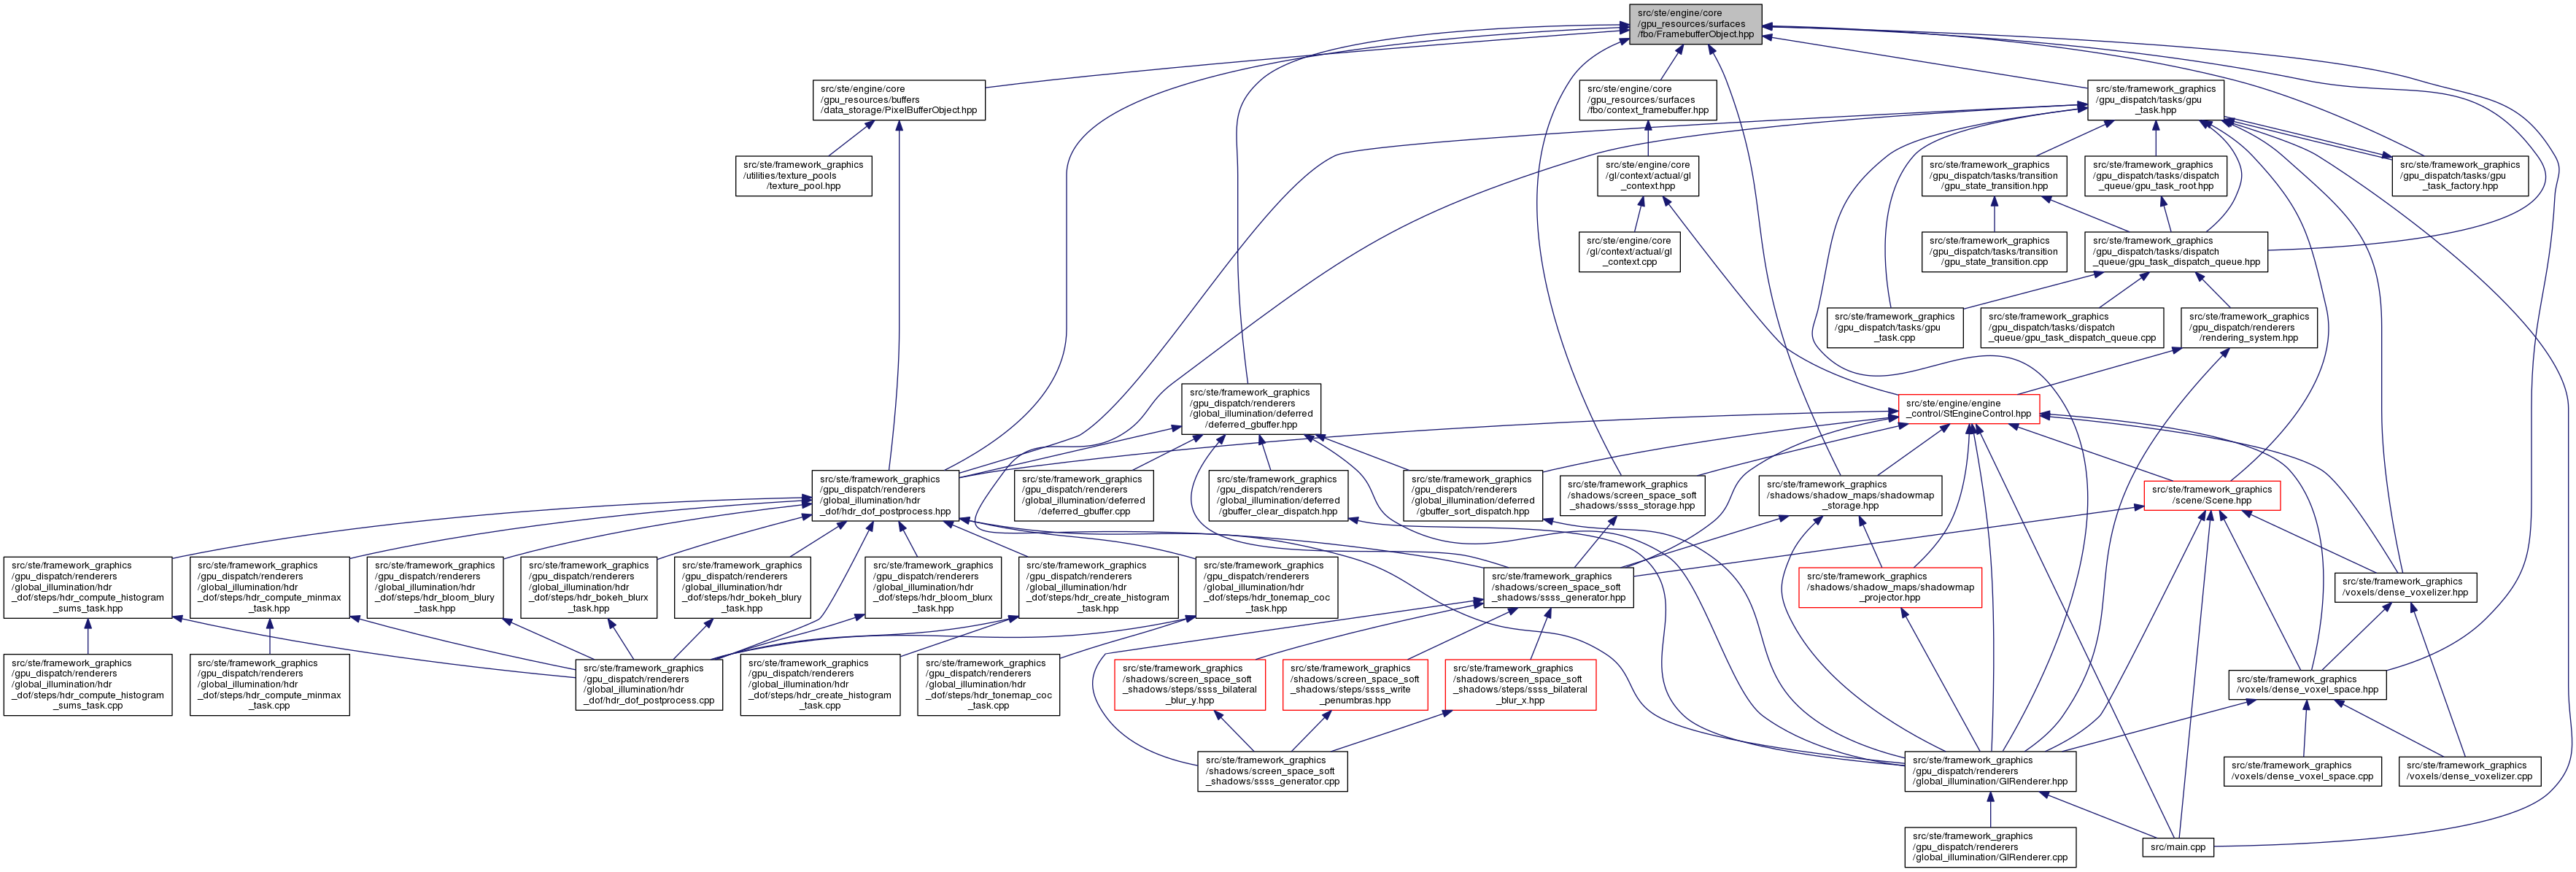 src/ste/engine/core
/gpu_resources/surfaces
/fbo/FramebufferObject.hpp
src/ste/engine/core
/gpu_resources/buffers
/data_storage/PixelBufferObject.hpp
src/ste/engine/core
/gpu_resources/surfaces
/fbo/context_framebuffer.hpp
src/ste/framework_graphics
/gpu_dispatch/tasks/gpu
_task.hpp
src/ste/framework_graphics
/utilities/texture_pools
/texture_pool.hpp
src/ste/engine/core
/gl/context/actual/gl
_context.hpp
src/ste/framework_graphics
/gpu_dispatch/tasks/transition
/gpu_state_transition.hpp
src/ste/framework_graphics
/gpu_dispatch/tasks/dispatch
_queue/gpu_task_root.hpp
src/ste/framework_graphics
/gpu_dispatch/tasks/gpu
_task_factory.hpp
src/ste/engine/core
/gl/context/actual/gl
_context.cpp
src/ste/framework_graphics
/gpu_dispatch/tasks/transition
/gpu_state_transition.cpp
src/ste/framework_graphics
/gpu_dispatch/tasks/dispatch
_queue/gpu_task_dispatch_queue.hpp
src/ste/framework_graphics
/gpu_dispatch/tasks/gpu
_task.cpp
src/ste/framework_graphics
/gpu_dispatch/tasks/dispatch
_queue/gpu_task_dispatch_queue.cpp
src/ste/framework_graphics
/gpu_dispatch/renderers
/rendering_system.hpp
src/ste/framework_graphics
/gpu_dispatch/renderers
/global_illumination/deferred
/deferred_gbuffer.hpp
src/ste/engine/engine
_control/StEngineControl.hpp
src/ste/framework_graphics
/gpu_dispatch/renderers
/global_illumination/hdr
_dof/hdr_dof_postprocess.hpp
src/ste/framework_graphics
/gpu_dispatch/renderers
/global_illumination/deferred
/deferred_gbuffer.cpp
src/ste/framework_graphics
/gpu_dispatch/renderers
/global_illumination/deferred
/gbuffer_clear_dispatch.hpp
src/ste/framework_graphics
/gpu_dispatch/renderers
/global_illumination/deferred
/gbuffer_sort_dispatch.hpp
src/ste/framework_graphics
/shadows/screen_space_soft
_shadows/ssss_storage.hpp
src/ste/framework_graphics
/shadows/shadow_maps/shadowmap
_storage.hpp
src/ste/framework_graphics
/scene/Scene.hpp
src/ste/framework_graphics
/gpu_dispatch/renderers
/global_illumination/hdr
_dof/steps/hdr_compute_histogram
_sums_task.hpp
src/ste/framework_graphics
/gpu_dispatch/renderers
/global_illumination/hdr
_dof/steps/hdr_compute_minmax
_task.hpp
src/ste/framework_graphics
/gpu_dispatch/renderers
/global_illumination/hdr
_dof/steps/hdr_bloom_blury
_task.hpp
src/ste/framework_graphics
/gpu_dispatch/renderers
/global_illumination/hdr
_dof/steps/hdr_bokeh_blurx
_task.hpp
src/ste/framework_graphics
/gpu_dispatch/renderers
/global_illumination/hdr
_dof/steps/hdr_bokeh_blury
_task.hpp
src/ste/framework_graphics
/gpu_dispatch/renderers
/global_illumination/hdr
_dof/steps/hdr_bloom_blurx
_task.hpp
src/ste/framework_graphics
/gpu_dispatch/renderers
/global_illumination/hdr
_dof/steps/hdr_create_histogram
_task.hpp
src/ste/framework_graphics
/gpu_dispatch/renderers
/global_illumination/hdr
_dof/steps/hdr_tonemap_coc
_task.hpp
src/ste/framework_graphics
/shadows/screen_space_soft
_shadows/ssss_generator.hpp
src/ste/framework_graphics
/shadows/shadow_maps/shadowmap
_projector.hpp
src/ste/framework_graphics
/voxels/dense_voxelizer.hpp
src/ste/framework_graphics
/gpu_dispatch/renderers
/global_illumination/hdr
_dof/steps/hdr_compute_histogram
_sums_task.cpp
src/ste/framework_graphics
/gpu_dispatch/renderers
/global_illumination/hdr
_dof/steps/hdr_compute_minmax
_task.cpp
src/ste/framework_graphics
/gpu_dispatch/renderers
/global_illumination/hdr
_dof/hdr_dof_postprocess.cpp
src/ste/framework_graphics
/gpu_dispatch/renderers
/global_illumination/hdr
_dof/steps/hdr_create_histogram
_task.cpp
src/ste/framework_graphics
/gpu_dispatch/renderers
/global_illumination/hdr
_dof/steps/hdr_tonemap_coc
_task.cpp
src/ste/framework_graphics
/shadows/screen_space_soft
_shadows/steps/ssss_bilateral
_blur_y.hpp
src/ste/framework_graphics
/shadows/screen_space_soft
_shadows/steps/ssss_write
_penumbras.hpp
src/ste/framework_graphics
/shadows/screen_space_soft
_shadows/steps/ssss_bilateral
_blur_x.hpp
src/ste/framework_graphics
/voxels/dense_voxel_space.hpp
src/ste/framework_graphics
/shadows/screen_space_soft
_shadows/ssss_generator.cpp
src/ste/framework_graphics
/gpu_dispatch/renderers
/global_illumination/GIRenderer.hpp
src/ste/framework_graphics
/voxels/dense_voxel_space.cpp
src/ste/framework_graphics
/voxels/dense_voxelizer.cpp
src/ste/framework_graphics
/gpu_dispatch/renderers
/global_illumination/GIRenderer.cpp
src/main.cpp